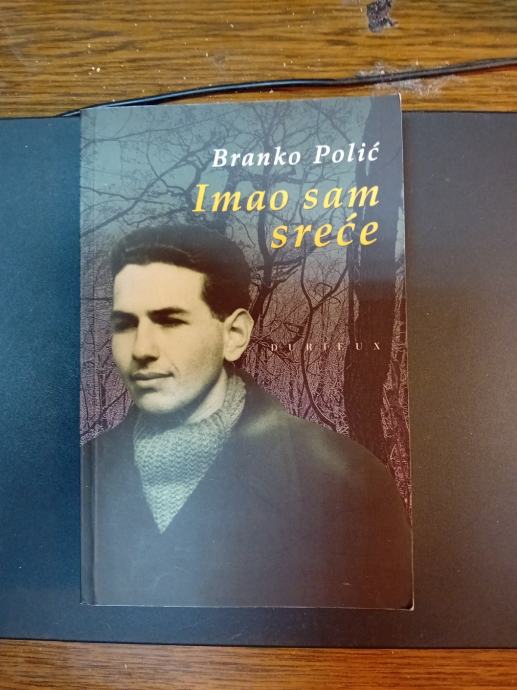 Branko Polić
Imao sam
sreće
DURIEUX